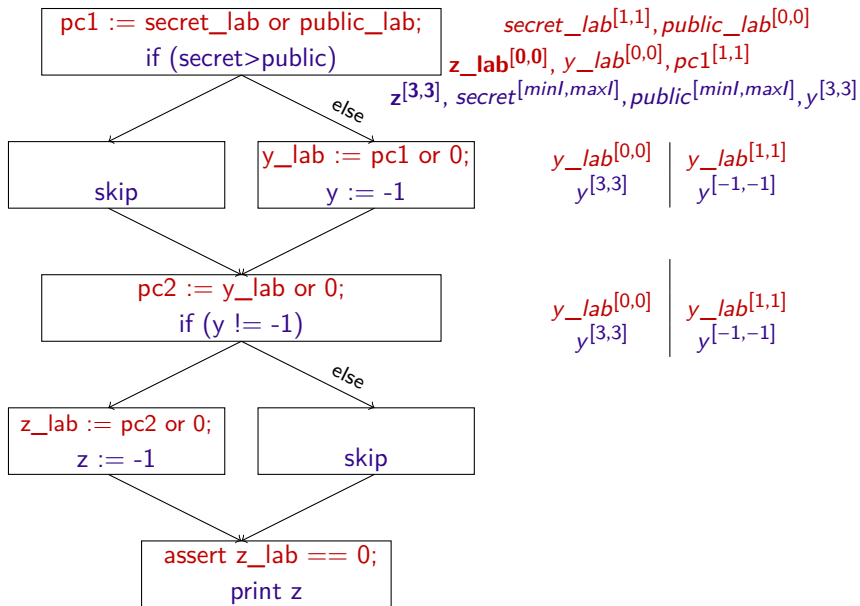 pc1 := secret_lab or public_lab;
if (secret>public)
secret_lab[1,1], public_lab[0,0]
z_lab[0,0], y_lab[0,0], pc1[1,1]
z[3,3], secret[minI,maxI], public[minI,maxI], y[3,3]
else
skip
y_lab := pc1 or 0;
y := -1
y_lab[0,0]
y[3,3]
y_lab[1,1]
y[-1,-1]
pc2 := y_lab or 0;
if (y != -1)
y_lab[0,0]
y[3,3]
y_lab[1,1]
y[-1,-1]
else
z_lab := pc2 or 0;
z := -1
skip
assert z_lab == 0;
print z